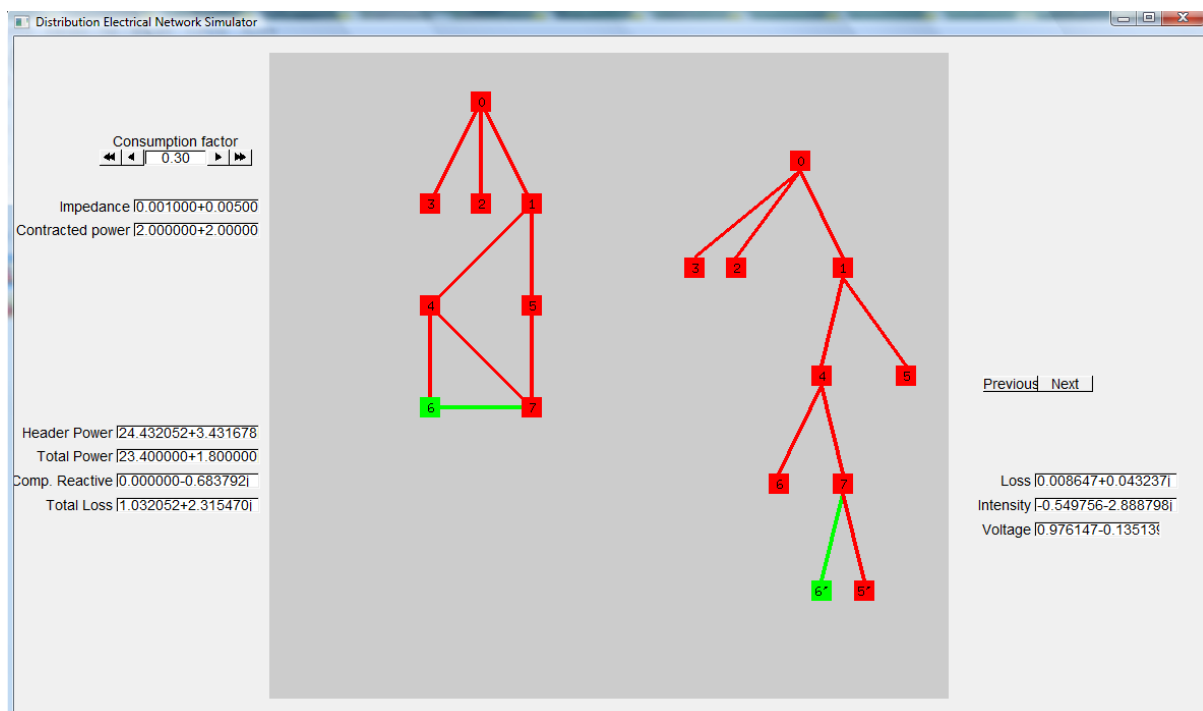 Distribution Electrical Network Simulator
Consumption factor
0.30
Impedance 0.001000+0.00500
Contracted power 2.000000+2.00000
Header Power 24.432052+3.431678
Total Power 23.400000+1.800000
Comp. Reactive 0.000000-0.683792j
Total Loss 1.032052+2.315470j
0
3 2 1
4 5
6 7
0
3 2 1
4 5
6 7
6* 5*
Previous Next
Loss 0.008647+0.043237j
Intensity -0.549756-2.888798j
Voltage 0.976147-0.135139